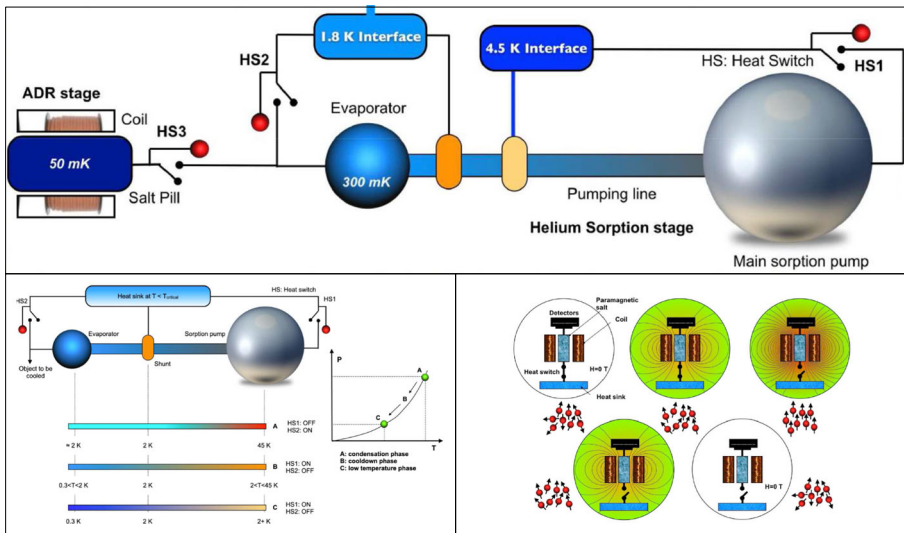 1.8 K Interface
4.5 K Interface
HS: Heat Switch
HS1
HS2
ADR stage
Coil
HS3
Evaporator
50 mK
300 mK
Salt Pill
Pumping line
Helium Sorption stage
Main sorption pump
Heat sink at T < Tcritical
HS: Heat switch
HS2
HS1
Evaporator
Sorption pump
Shunt
Object to be
cooled
P
A
B
C
T
A: condensation phase
B: cooldown phase
C: low temperature phase
A
HS1: OFF
HS2: ON
≈ 2 K
2 K
45 K
B
HS1: ON
HS2: OFF
0.3<T<2 K
2 K
2<T<45 K
C
HS1: ON
HS2: OFF
0.3 K
2 K
2+ K
Paramagnetic
salt
Detectors
Coil
Heat switch
H=0 T
Heat sink
H=0 T